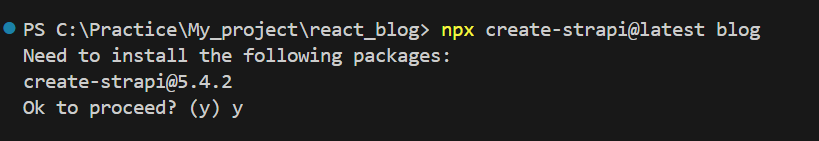 PS C:\Practice\My_project\react_blog> npx create-strapi@latest blog
Need to install the following packages:
create-strapi@5.4.2
Ok to proceed? (y) y